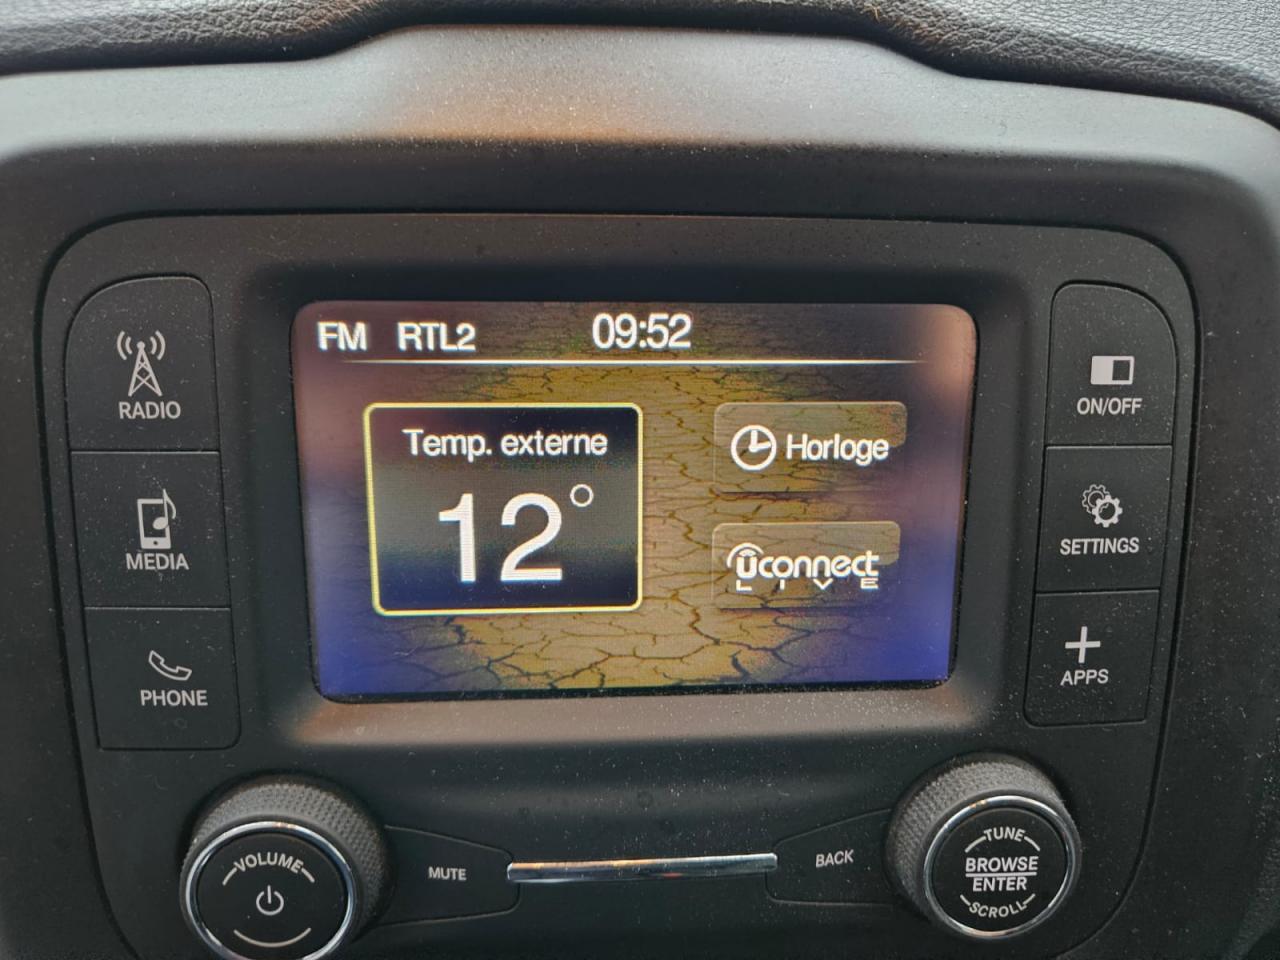 FM RTL2 09:52
Temp. externe
12°
Horloge
uconnect
LIVE
RADIO
MEDIA
PHONE
ON/OFF
SETTINGS
APPS
VOLUME
MUTE
BACK
TUNE
BROWSE
ENTER
SCROLL